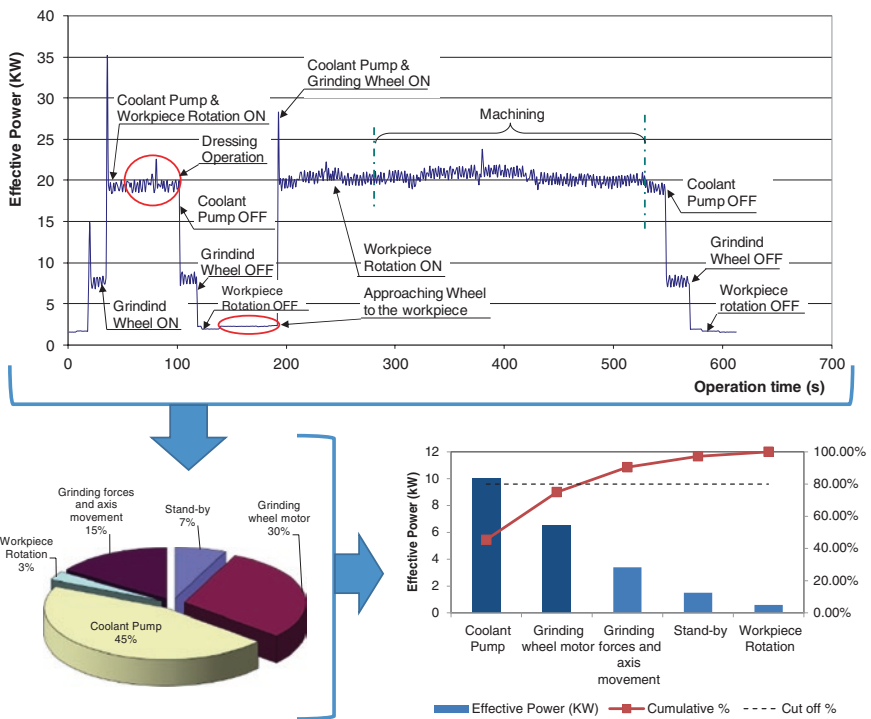 40
35
30
25
20
15
10
5
0
Effective Power (KW)
0
100
200
300
400
500
600
700
Operation time (s)
Coolant Pump &
Workpiece Rotation ON
Dressing
Operation
Coolant
Pump OFF
Grindind
Wheel OFF
Grindind
Wheel ON
Workpiece
Rotation OFF
Coolant Pump &
Grinding Wheel ON
Machining
Workpiece
Rotation ON
Approaching Wheel
to the workpiece
Coolant
Pump OFF
Grindind
Wheel OFF
Workpiece
rotation OFF
Grinding forces
and axis
movement
15%
Stand-by
7%
Grinding
wheel motor
30%
Workpiece
Rotation
3%
Coolant Pump
45%
Effective Power (kW)
12
10
8
6
4
2
0
100.00%
80.00%
60.00%
40.00%
20.00%
0.00%
Coolant
Pump
Grinding
wheel motor
Grinding
forces and
axis
movement
Stand-by
Workpiece
Rotation
Effective Power (KW)
Cumulative %
Cut off %